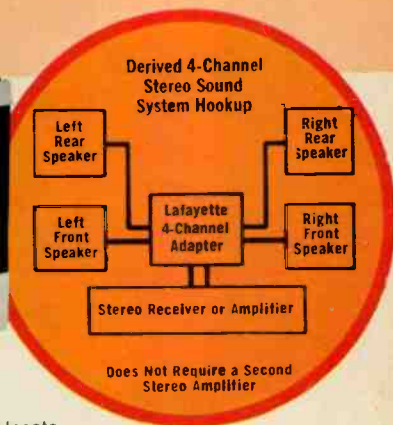 Derived 4-Channel
Stereo Sound
System Hookup
Left
Rear
Speaker
Right
Rear
Speaker
Left
Front
Speaker
Lafayette
4-Channel
Adapter
Right
Front
Speaker
Stereo Receiver or Amplifier
Does Not Require a Second
Stereo Amplifier